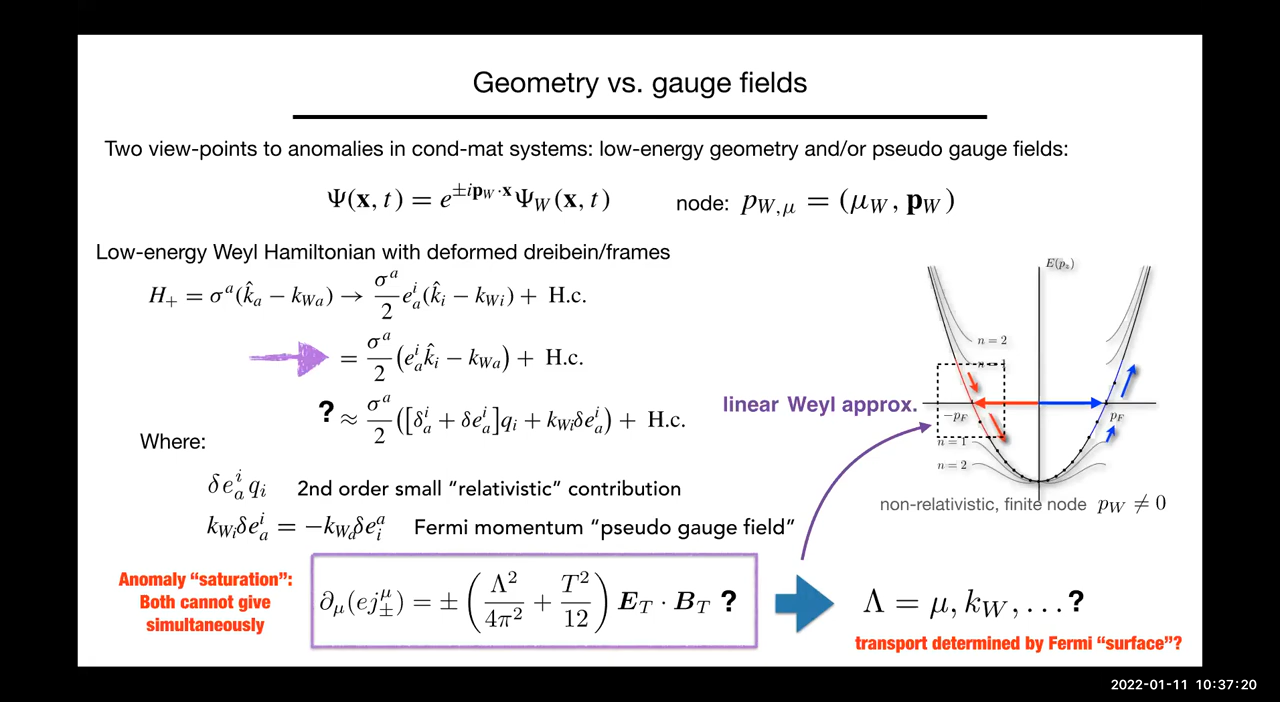 Geometry vs. gauge fields
Two view-points to anomalies in cond-mat systems: low-energy geometry and/or pseudo gauge fields:
Ψ(x, t) = e^{±ip_W·x}Ψ_W(x, t)    node: p_{W,μ} = (μ_W, p_W)
Low-energy Weyl Hamiltonian with deformed dreibein/frames
H_+ = σ^a(k̂_a − k_{Wa}) → σ^a/2 e^i_a(k̂_i − k_{Wi}) + H.c.
= σ^a/2 (e^i_a k̂_i − k_{Wa}) + H.c.
? ≈ σ^a/2 ([δ^i_a + δe^i_a]q_i + k_{Wi}δe^i_a) + H.c.
Where:
δe^i_a q_i    2nd order small “relativistic” contribution
k_{Wi}δe^i_a = −k_{Wa}δe^a_i    Fermi momentum “pseudo gauge field”
linear Weyl approx.
E(p_z)
n = 2
n = 1
−p_F
p_F
n = 1
n = 2
non-relativistic, finite node p_W ≠ 0
Anomaly “saturation”:
Both cannot give
simultaneously
∂_μ(ej^μ_±) = ± (Λ²/4π² + T²/12) E_T · B_T ?
Λ = μ, k_W, … ?
transport determined by Fermi “surface”?
2022-01-11 10:37:20